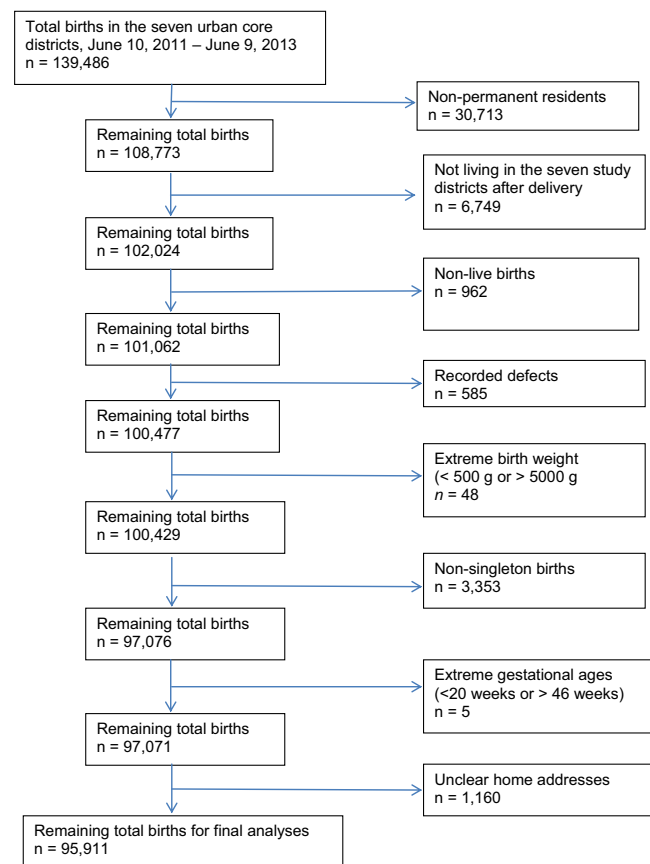 Total births in the seven urban core
districts, June 10, 2011 – June 9, 2013
n = 139,486
Non-permanent residents
n = 30,713
Remaining total births
n = 108,773
Not living in the seven study
districts after delivery
n = 6,749
Remaining total births
n = 102,024
Non-live births
n = 962
Remaining total births
n = 101,062
Recorded defects
n = 585
Remaining total births
n = 100,477
Extreme birth weight
(< 500 g or > 5000 g
n = 48
Remaining total births
n = 100,429
Non-singleton births
n = 3,353
Remaining total births
n = 97,076
Extreme gestational ages
(<20 weeks or > 46 weeks)
n = 5
Remaining total births
n = 97,071
Unclear home addresses
n = 1,160
Remaining total births for final analyses
n = 95,911